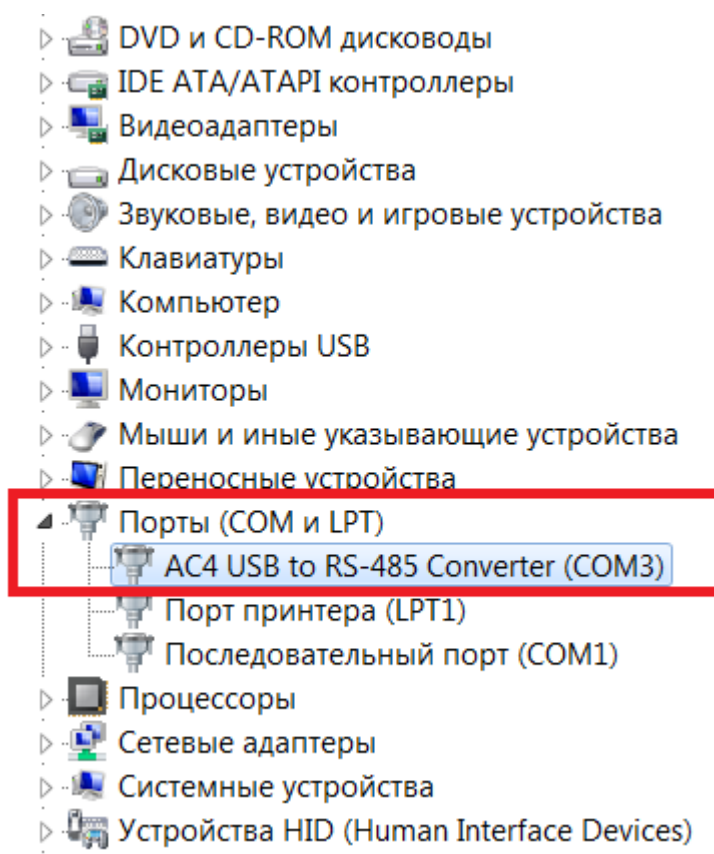 DVD и CD-ROM дисководы
IDE ATA/ATAPI контроллеры
Видеоадаптеры
Дисковые устройства
Звуковые, видео и игровые устройства
Клавиатуры
Компьютер
Контроллеры USB
Мониторы
Мыши и иные указывающие устройства
Переносные устройства
Порты (COM и LPT)
AC4 USB to RS-485 Converter (COM3)
Порт принтера (LPT1)
Последовательный порт (COM1)
Процессоры
Сетевые адаптеры
Системные устройства
Устройства HID (Human Interface Devices)